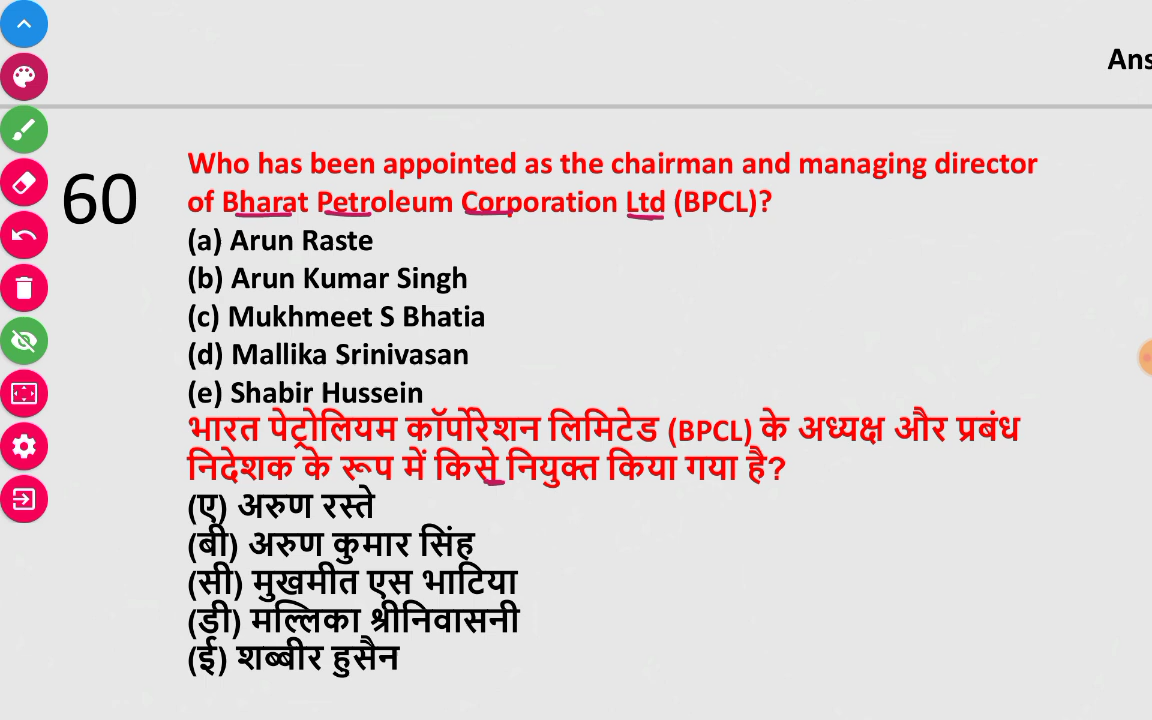 Ans
60
Who has been appointed as the chairman and managing director
of Bharat Petroleum Corporation Ltd (BPCL)?
(a) Arun Raste
(b) Arun Kumar Singh
(c) Mukhmeet S Bhatia
(d) Mallika Srinivasan
(e) Shabir Hussein
भारत पेट्रोलियम कॉर्पोरेशन लिमिटेड (BPCL) के अध्यक्ष और प्रबंध
निदेशक के रूप में किसे नियुक्त किया गया है?
(ए) अरुण रस्ते
(बी) अरुण कुमार सिंह
(सी) मुखमीत एस भाटिया
(डी) मल्लिका श्रीनिवासनी
(ई) शब्बीर हुसैन